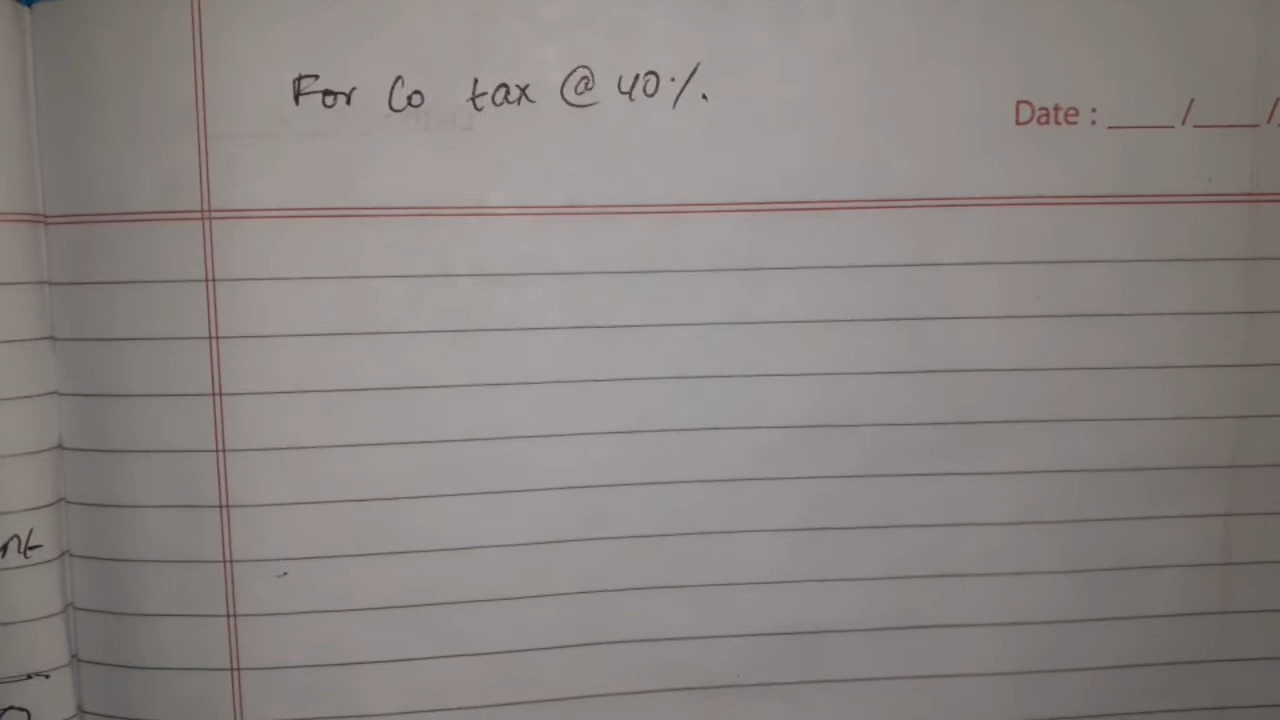 For Co tax @ 40%.
Date : ___/___/
nt